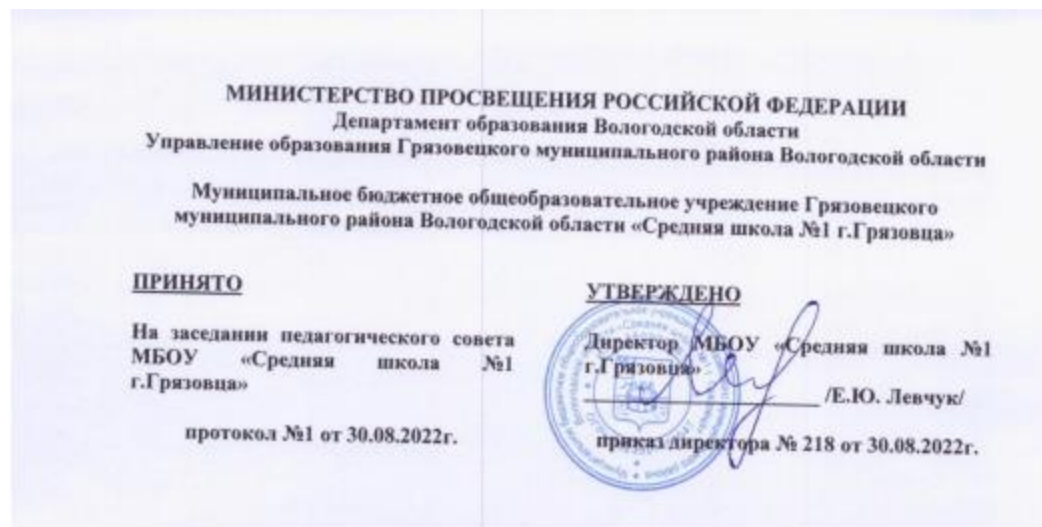 МИНИСТЕРСТВО ПРОСВЕЩЕНИЯ РОССИЙСКОЙ ФЕДЕРАЦИИ
Департамент образования Вологодской области
Управление образования Грязовецкого муниципального района Вологодской области
Муниципальное бюджетное общеобразовательное учреждение Грязовецкого
муниципального района Вологодской области «Средняя школа №1 г.Грязовца»
ПРИНЯТО
На заседании педагогического совета
МБОУ «Средняя школа №1
г.Грязовца»
протокол №1 от 30.08.2022г.
УТВЕРЖДЕНО
Директор МБОУ «Средняя школа №1
г.Грязовца»
/Е.Ю. Левчук/
приказ директора № 218 от 30.08.2022г.